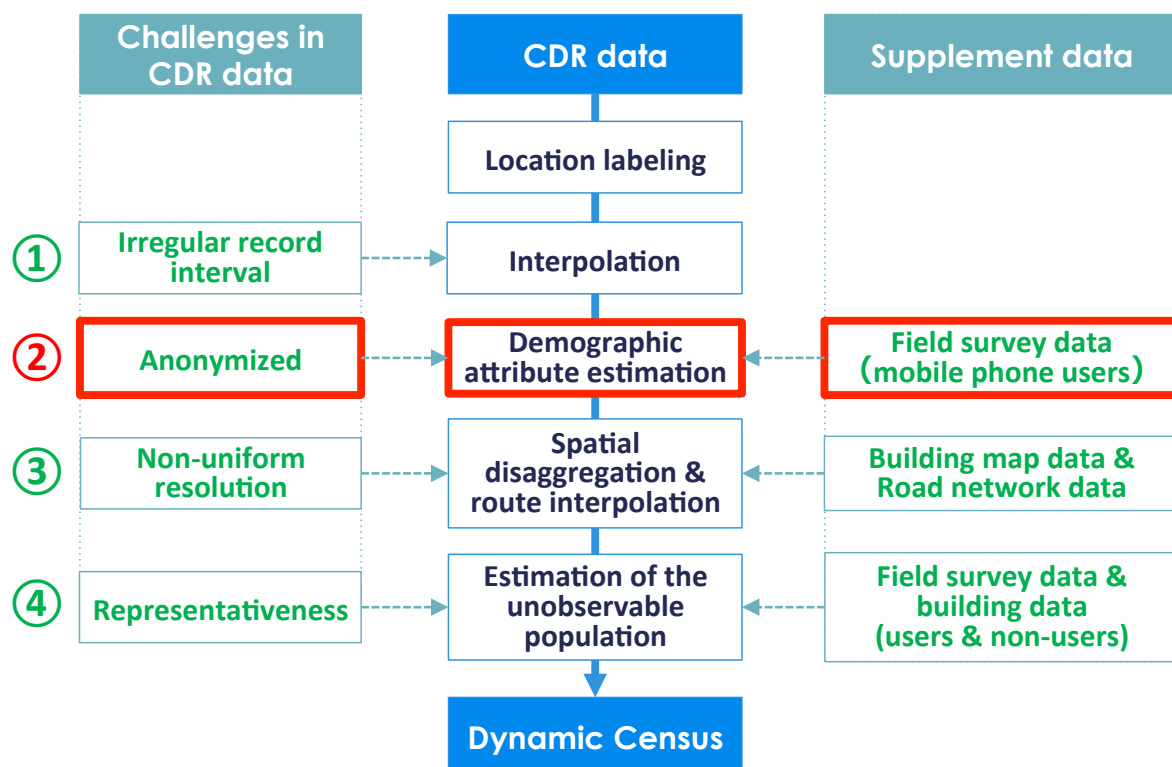 Challenges in
CDR data
CDR data
Supplement data
Location labeling
①
Irregular record
interval
Interpolation
②
Anonymized
Demographic
attribute estimation
Field survey data
(mobile phone users)
③
Non-uniform
resolution
Spatial
disaggregation &
route interpolation
Building map data &
Road network data
④
Representativeness
Estimation of the
unobservable
population
Field survey data &
building data
(users & non-users)
Dynamic Census